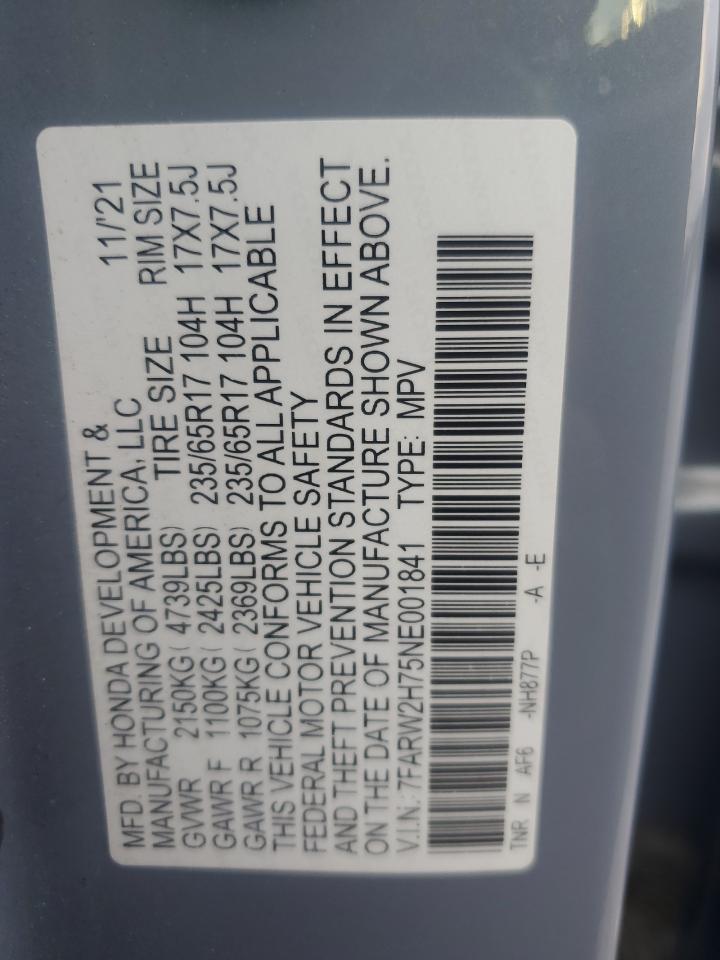 MFD. BY HONDA DEVELOPMENT & 11/'21
MANUFACTURING OF AMERICA, LLC TIRE SIZE RIM SIZE
GVWR 2150KG( 4739LBS)
GAWR F 1100KG( 2425LBS) 235/65R17 104H 17X7.5J
GAWR R 1075KG( 2369LBS) 235/65R17 104H 17X7.5J
THIS VEHICLE CONFORMS TO ALL APPLICABLE
FEDERAL MOTOR VEHICLE SAFETY
AND THEFT PREVENTION STANDARDS IN EFFECT
ON THE DATE OF MANUFACTURE SHOWN ABOVE.
V.I.N.: 7FARW2H75NE001841 TYPE: MPV
TNR N AF6 -NH877P -A -E